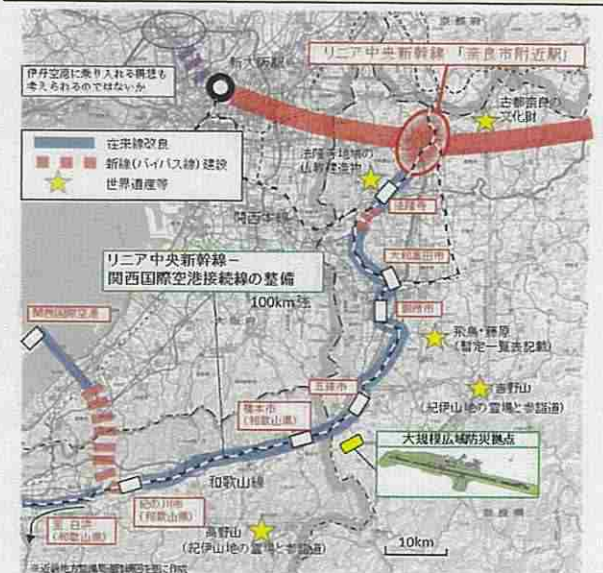 京都府
リニア中央新幹線 「奈良市附近駅」
新大阪駅
伊丹空港に乗り入れる構想も
考えられるのではないか
古都奈良の
文化財
在来線改良
新線(バイパス線)建設
世界遺産等
法隆寺地域の
仏教建造物
法隆寺
関西本線
リニア中央新幹線－
関西国際空港接続線の整備
100km強
大和高田市
大阪府
関西国際空港
御所市
飛鳥・藤原
(暫定一覧表記載)
五條市
吉野山
(紀伊山地の霊場と参詣道)
橋本市
(和歌山県)
大規模広域防災拠点
和歌山線
紀の川市
(和歌山県)
奈良県
至 白浜
(和歌山県)
高野山
(紀伊山地の霊場と参詣道)
10km